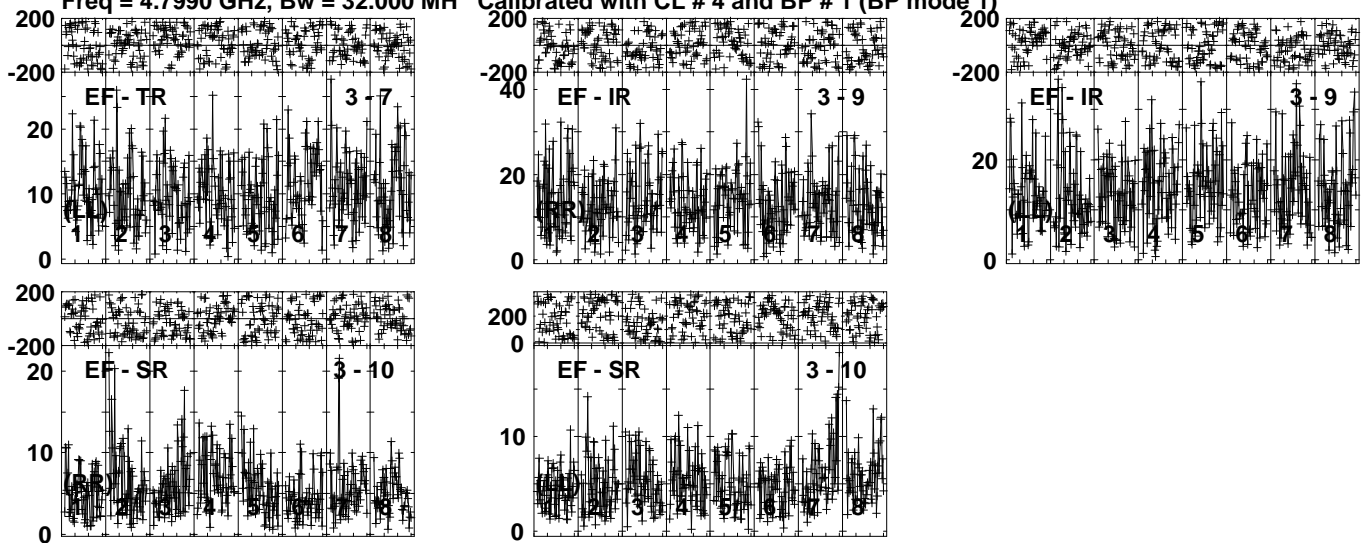 Freq = 4.7990 GHz, Bw = 32.000 MH Calibrated with CL # 4 and BP # 1 (BP mode 1)
200
-200
EF - TR 3 - 7
20
10
0
(LL)
1 2 3 4 5 6 7 8
200
-200
40
EF - IR 3 - 9
20
0
(RR)
1 2 3 4 5 6 7 8
200
-200
EF - IR 3 - 9
20
0
(LL)
1 2 3 4 5 6 7 8
200
-200
20
EF - SR 3 - 10
10
0
(RR)
1 2 3 4 5 6 7 8
200
0
EF - SR 3 - 10
10
0
(LL)
1 2 3 4 5 6 7 8